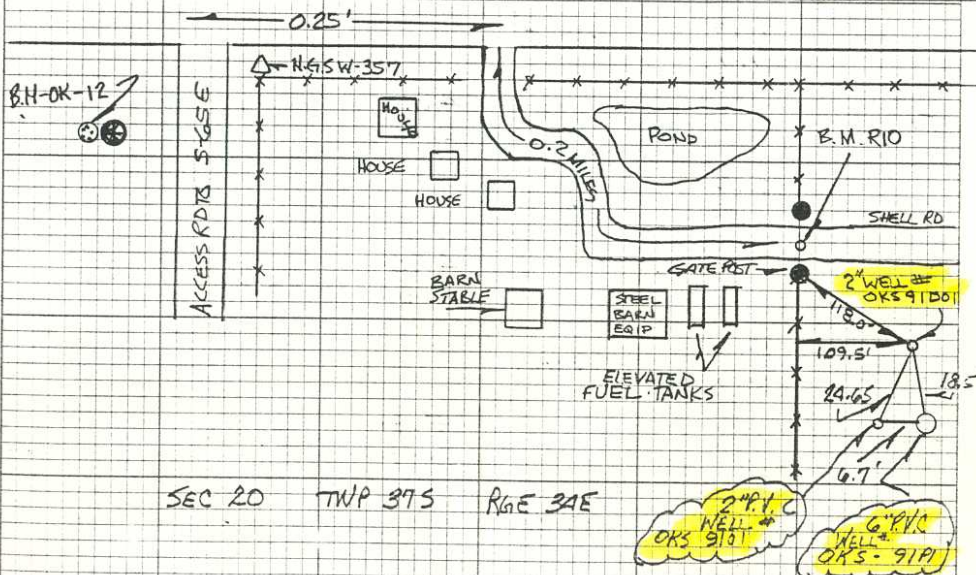 0.25'
N.G.S W-357
B.M-OK-12
HOUSE
POND
B.M. R10
0.2 MILES
HOUSE
HOUSE
SHELL RD
ACCESS RD TO S-65E
GATE POST
2" WELL #
OKS 91D01
BARN
STABLE
STEEL
BARN
EQIP
118.0'
109.5'
ELEVATED
FUEL TANKS
24.65
18.5
6.7'
SEC 20 TWP 37S RGE 34E
2" P.V.C
WELL #
OKS 9101
6" P.V.C
WELL #
OKS - 91P1